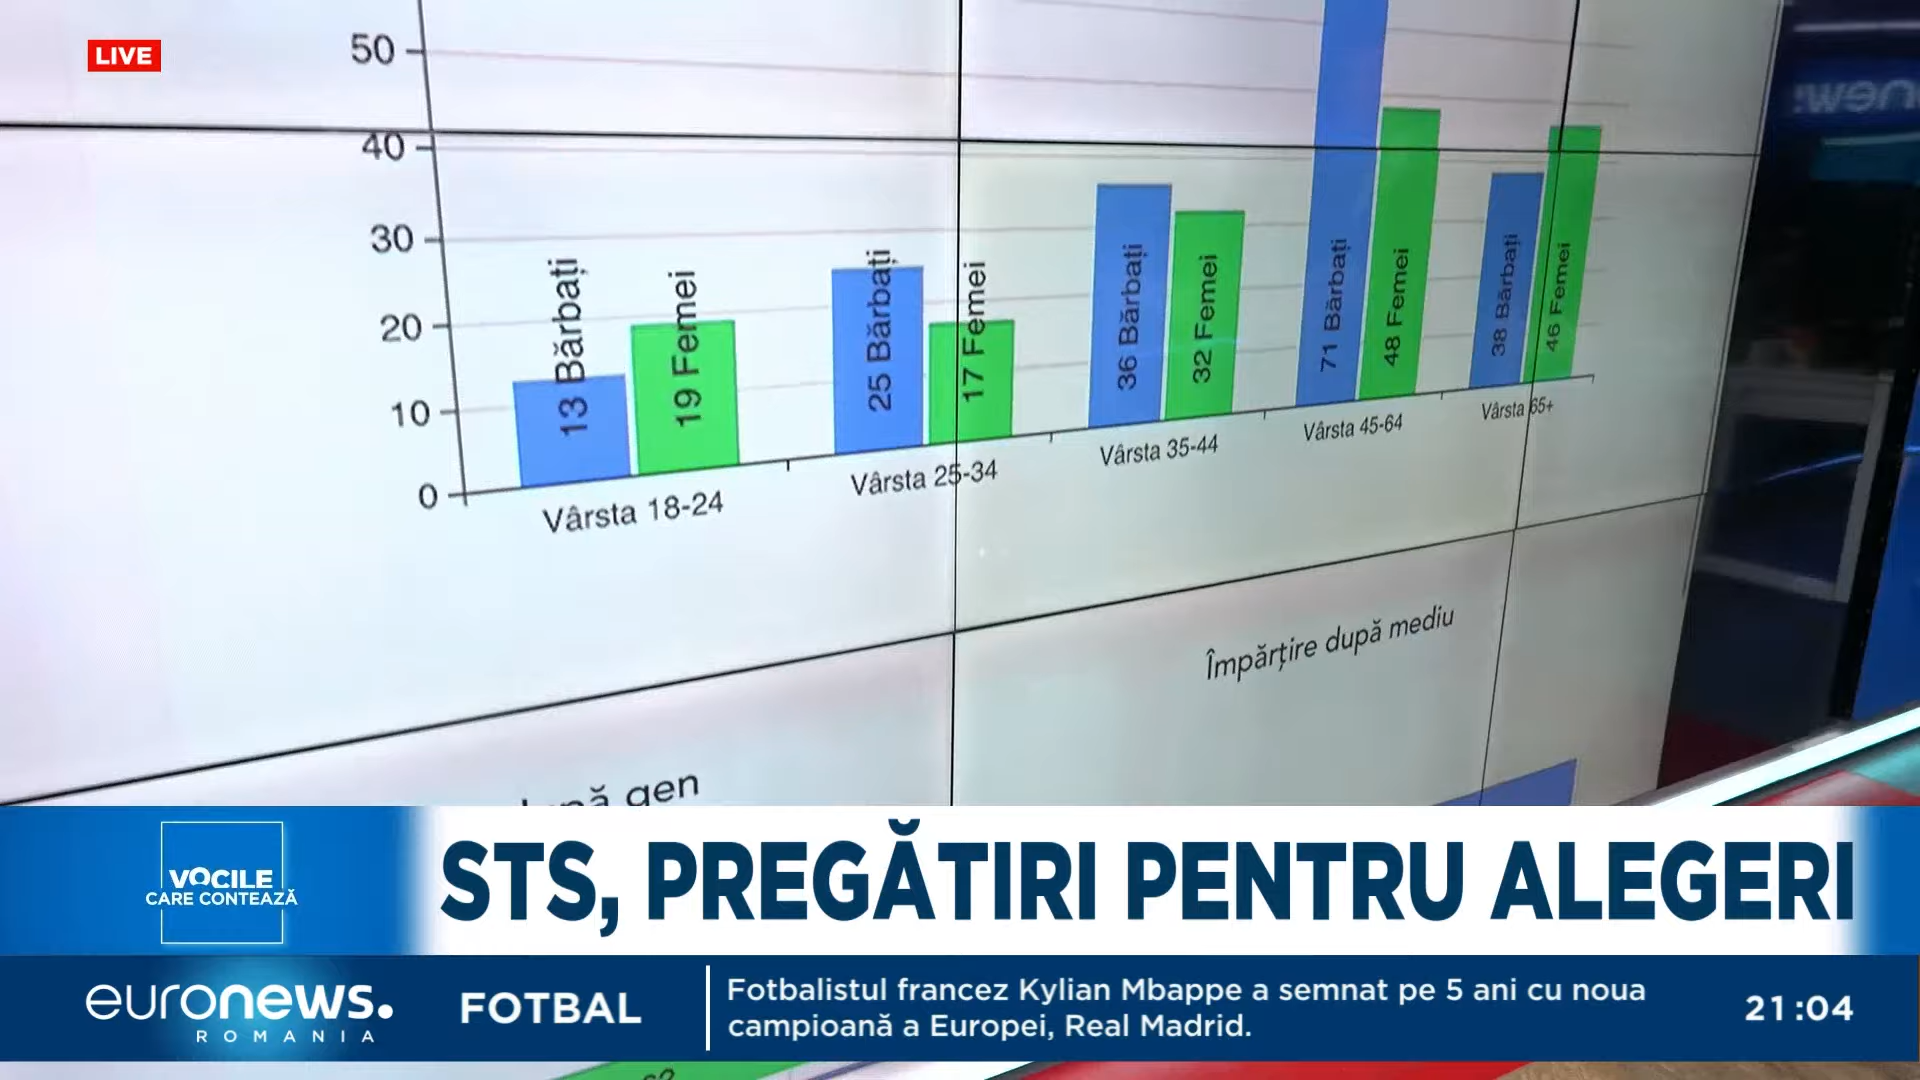 LIVE
50
40
30
20
10
0
13 Bărbați
19 Femei
25 Bărbați
17 Femei
36 Bărbați
32 Femei
71 Bărbați
48 Femei
38 Bărbați
46 Femei
Vârsta 18-24
Vârsta 25-34
Vârsta 35-44
Vârsta 45-64
Vârsta 65+
Împărțire după mediu
gen
VOCILE
CARE CONTEAZĂ
STS, PREGĂTIRI PENTRU ALEGERI
euronews.
ROMANIA
FOTBAL
Fotbalistul francez Kylian Mbappe a semnat pe 5 ani cu noua
campioană a Europei, Real Madrid.
21:04